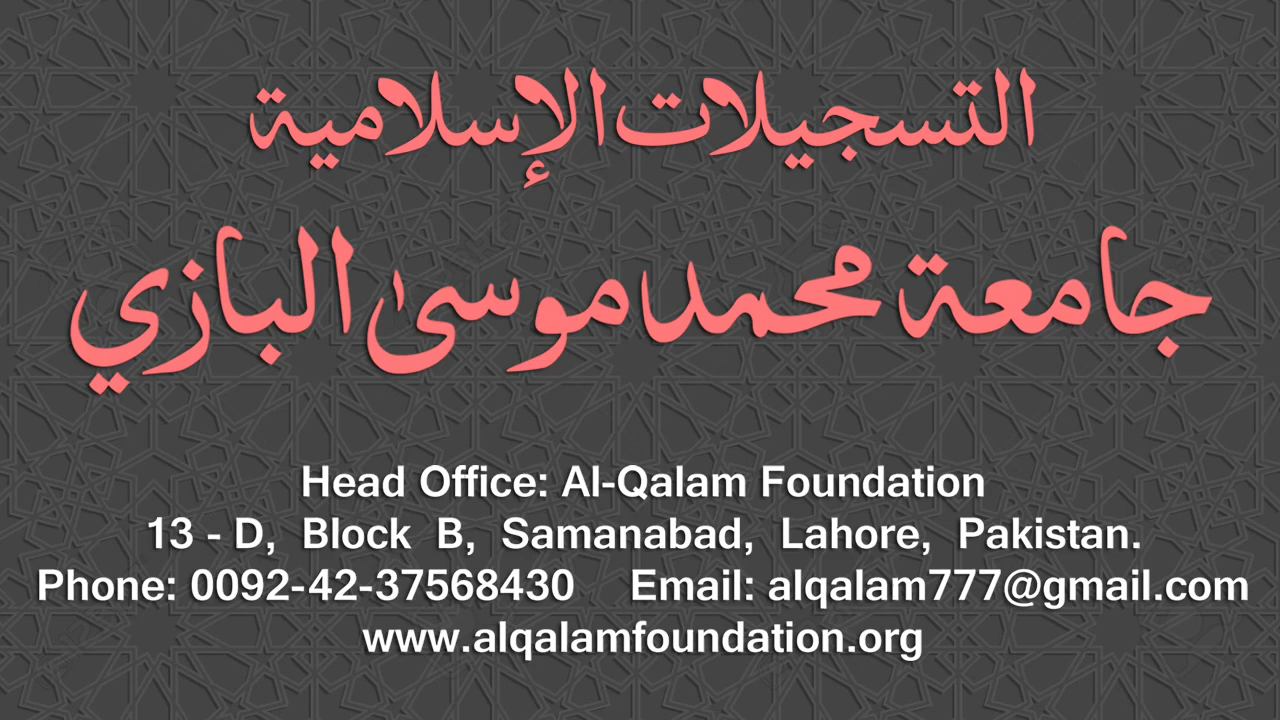 التسجيلات الإسلامية
جامعة محمد موسىٰ البازي
Head Office: Al-Qalam Foundation
13 - D, Block B, Samanabad, Lahore, Pakistan.
Phone: 0092-42-37568430 Email: alqalam777@gmail.com
www.alqalamfoundation.org